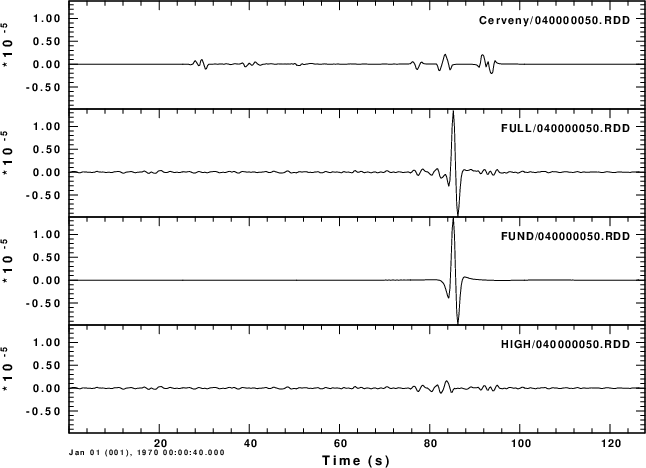 Cerveny/040000050.RDD
1.00
0.50
0.00
-0.50
*10 -5
FULL/040000050.RDD
1.00
0.50
0.00
-0.50
*10 -5
FUND/040000050.RDD
1.00
0.50
0.00
-0.50
*10 -5
HIGH/040000050.RDD
1.00
0.50
0.00
-0.50
*10 -5
20 40 60 80 100 120
Jan 01 (001), 1970 00:00:40.000
Time (s)